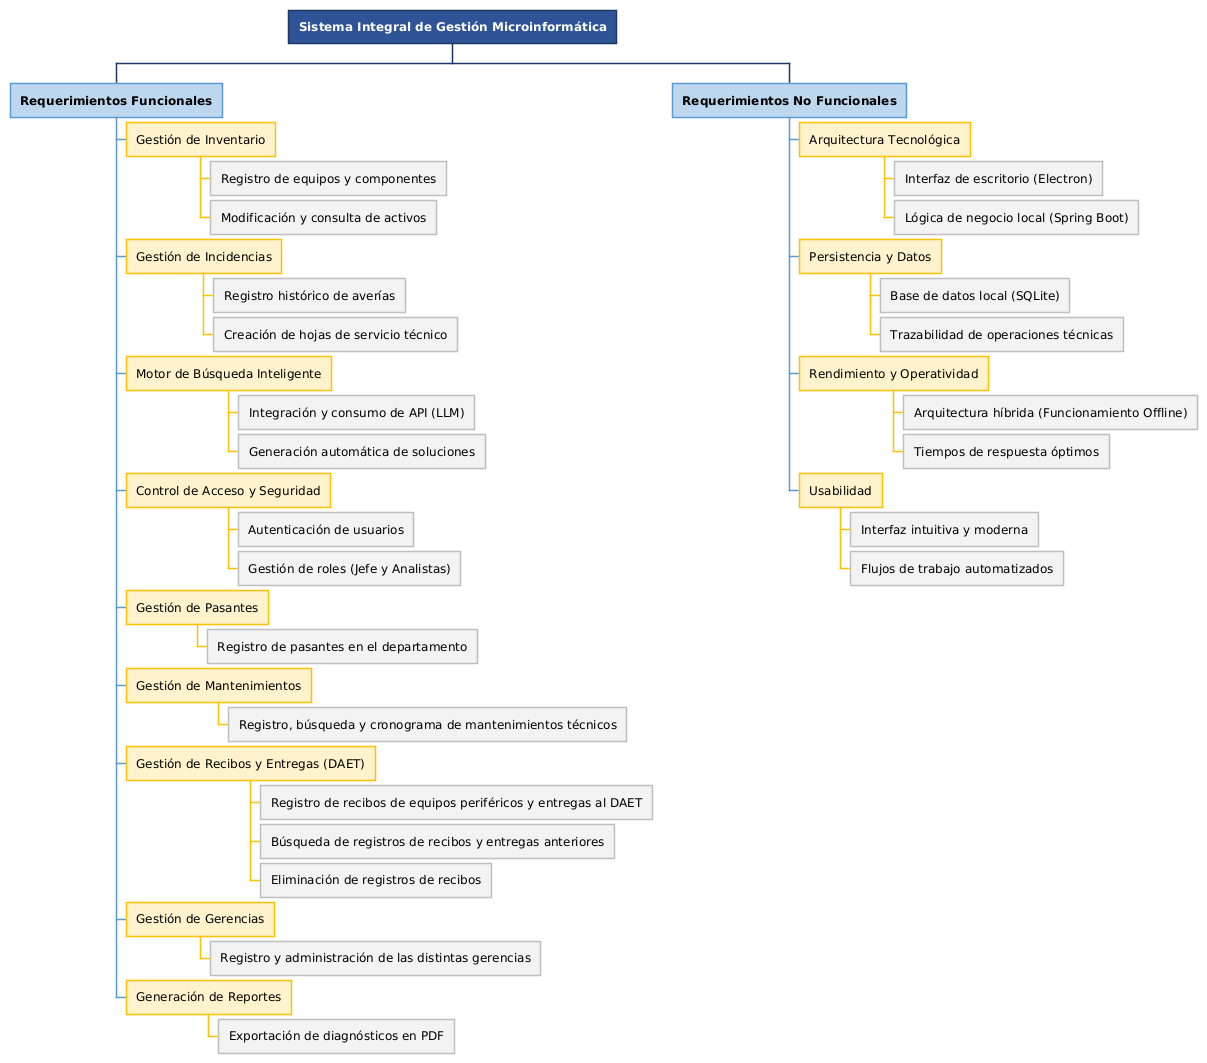 Sistema Integral de Gestión Microinformática
Requerimientos Funcionales
Gestión de Inventario
Registro de equipos y componentes
Modificación y consulta de activos
Gestión de Incidencias
Registro histórico de averías
Creación de hojas de servicio técnico
Motor de Búsqueda Inteligente
Integración y consumo de API (LLM)
Generación automática de soluciones
Control de Acceso y Seguridad
Autenticación de usuarios
Gestión de roles (Jefe y Analistas)
Gestión de Pasantes
Registro de pasantes en el departamento
Gestión de Mantenimientos
Registro, búsqueda y cronograma de mantenimientos técnicos
Gestión de Recibos y Entregas (DAET)
Registro de recibos de equipos periféricos y entregas al DAET
Búsqueda de registros de recibos y entregas anteriores
Eliminación de registros de recibos
Gestión de Gerencias
Registro y administración de las distintas gerencias
Generación de Reportes
Exportación de diagnósticos en PDF
Requerimientos No Funcionales
Arquitectura Tecnológica
Interfaz de escritorio (Electron)
Lógica de negocio local (Spring Boot)
Persistencia y Datos
Base de datos local (SQLite)
Trazabilidad de operaciones técnicas
Rendimiento y Operatividad
Arquitectura híbrida (Funcionamiento Offline)
Tiempos de respuesta óptimos
Usabilidad
Interfaz intuitiva y moderna
Flujos de trabajo automatizados